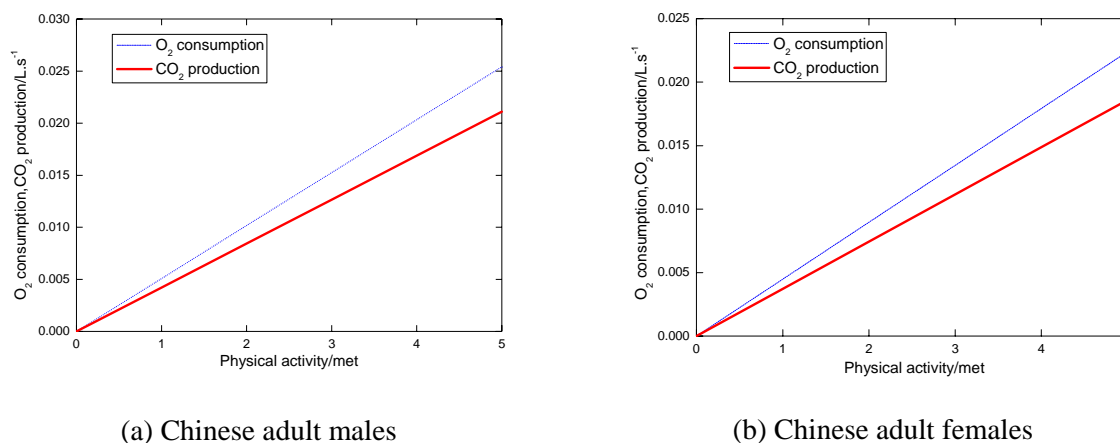 0.030
0.025
0.020
0.015
0.010
0.005
0.000
O2 consumption,CO2 production/L.s-1
O2 consumption
CO2 production
0 1 2 3 4 5
Physical activity/met
(a) Chinese adult males
0.025
0.020
0.015
0.010
0.005
0.000
O2 consumption,CO2 production/L.s-1
O2 consumption
CO2 production
0 1 2 3 4
Physical activity/met
(b) Chinese adult females